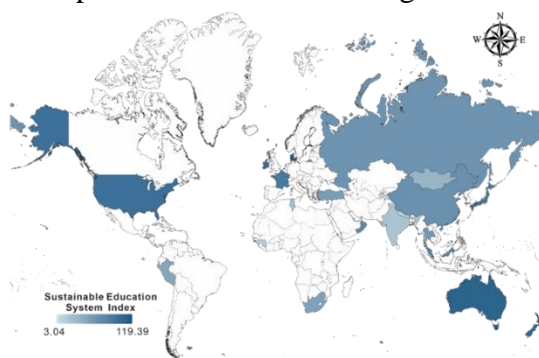 N
W E
S
Sustainable Education
System Index
3.04 119.39